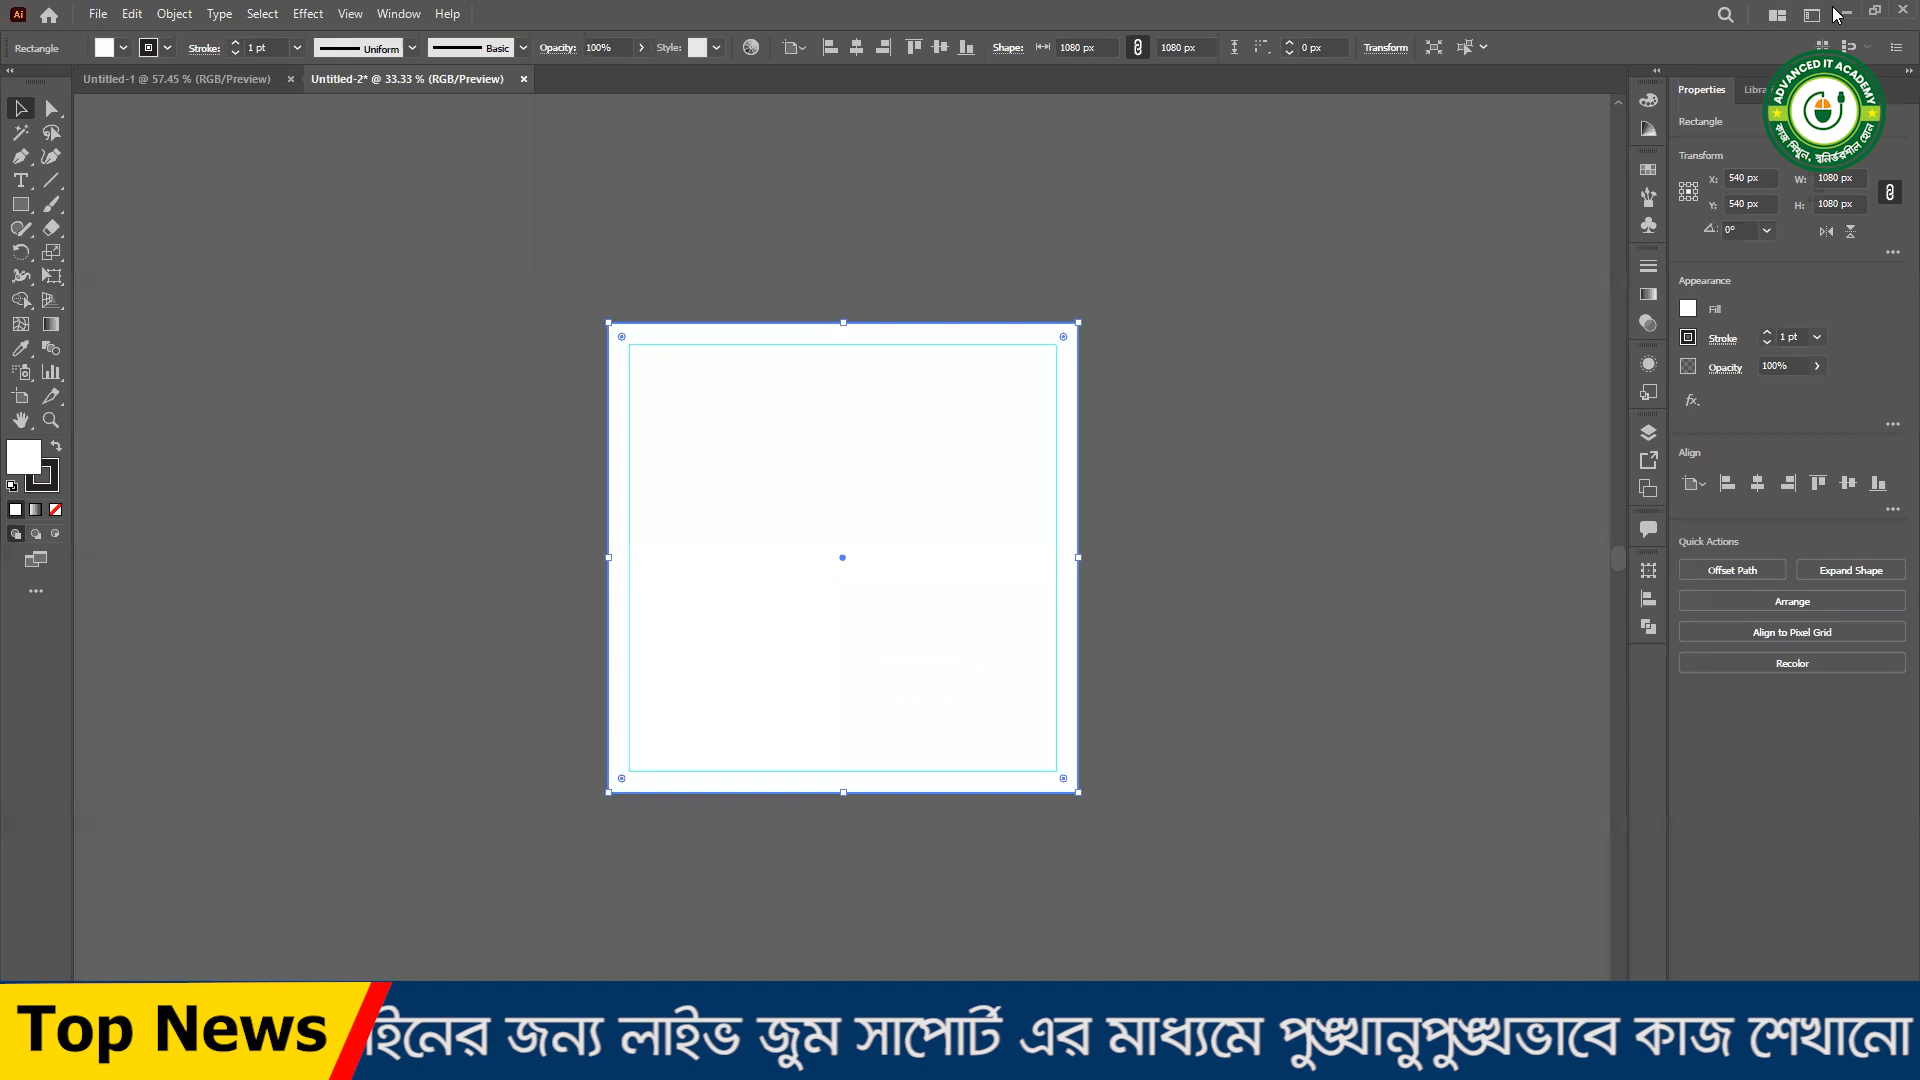 Ai File Edit Object Type Select Effect View Window Help
Rectangle Stroke: 1 pt Uniform Basic Opacity: 100% Style: Shape: 1080 px 1080 px 0 px Transform
Untitled-1 @ 57.45 % (RGB/Preview) × Untitled-2* @ 33.33 % (RGB/Preview) ×
Properties
Rectangle
Transform
X: 540 px W: 1080 px
Y: 540 px H: 1080 px
0°
Appearance
Fill
Stroke 1 pt
Opacity 100%
fx.
Align
Quick Actions
Offset Path Expand Shape
Arrange
Align to Pixel Grid
Recolor
ADVANCED IT ACADEMY
কাজ শিখুন, স্বনির্ভরশীল হোন
Top News
ইনের জন্য লাইভ জুম সাপোর্ট এর মাধ্যমে পুঙ্খানুপুঙ্খভাবে কাজ শেখানো